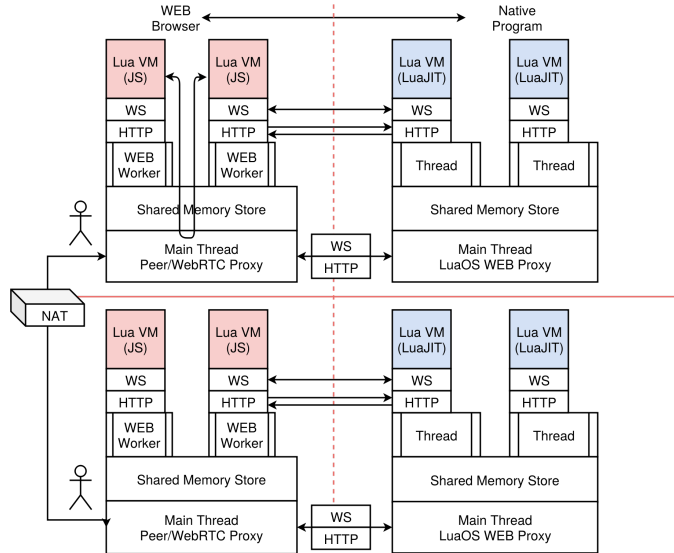 WEB
Browser
Native
Program
Lua VM
(JS)
Lua VM
(JS)
Lua VM
(LuaJIT)
Lua VM
(LuaJIT)
WS
WS
WS
WS
HTTP
HTTP
HTTP
HTTP
WEB
Worker
WEB
Worker
Thread
Thread
Shared Memory Store
Shared Memory Store
Main Thread
Peer/WebRTC Proxy
WS
HTTP
Main Thread
LuaOS WEB Proxy
NAT
Lua VM
(JS)
Lua VM
(JS)
Lua VM
(LuaJIT)
Lua VM
(LuaJIT)
WS
WS
WS
WS
HTTP
HTTP
HTTP
HTTP
WEB
Worker
WEB
Worker
Thread
Thread
Shared Memory Store
Shared Memory Store
Main Thread
Peer/WebRTC Proxy
WS
HTTP
Main Thread
LuaOS WEB Proxy